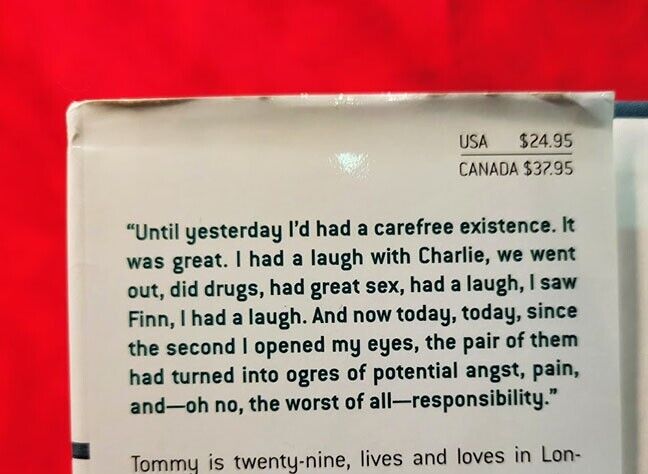 USA $24.95
CANADA $37.95
“Until yesterday I’d had a carefree existence. It
was great. I had a laugh with Charlie, we went
out, did drugs, had great sex, had a laugh, I saw
Finn, I had a laugh. And now today, today, since
the second I opened my eyes, the pair of them
had turned into ogres of potential angst, pain,
and—oh no, the worst of all—responsibility.”
Tommy is twenty-nine, lives and loves in Lon-